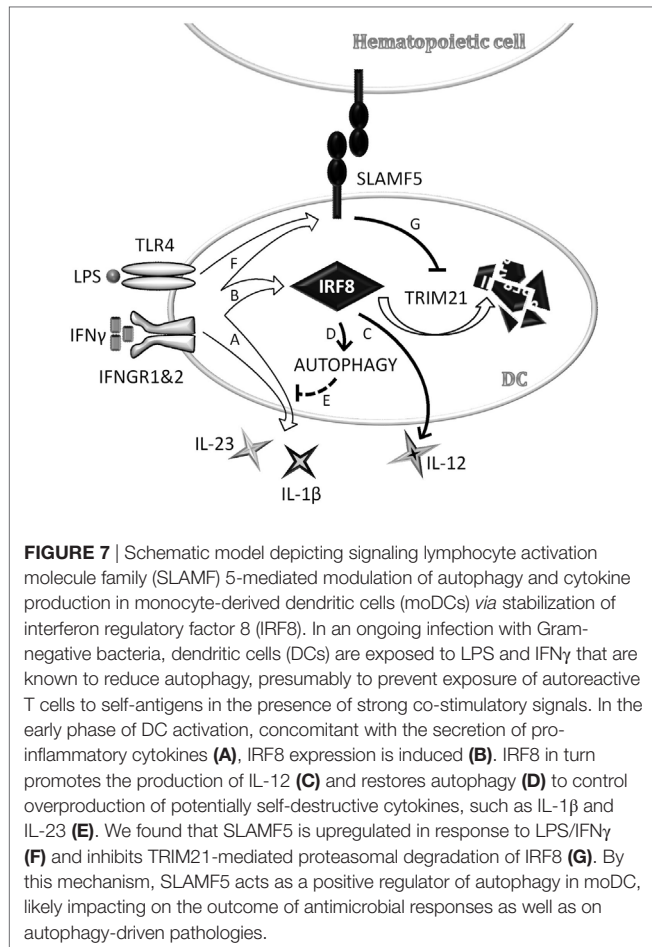 Hematopoietic cell
SLAMF5
G
TLR4
F
LPS
B
IRF8
TRIM21
IFNγ
A
D
C
IFNGR1&2
AUTOPHAGY
E
DC
IL-23
IL-12
IL-1β
FIGURE 7 | Schematic model depicting signaling lymphocyte activation
molecule family (SLAMF) 5-mediated modulation of autophagy and cytokine
production in monocyte-derived dendritic cells (moDCs) via stabilization of
interferon regulatory factor 8 (IRF8). In an ongoing infection with Gram-
negative bacteria, dendritic cells (DCs) are exposed to LPS and IFNγ that are
known to reduce autophagy, presumably to prevent exposure of autoreactive
T cells to self-antigens in the presence of strong co-stimulatory signals. In the
early phase of DC activation, concomitant with the secretion of pro-
inflammatory cytokines (A), IRF8 expression is induced (B). IRF8 in turn
promotes the production of IL-12 (C) and restores autophagy (D) to control
overproduction of potentially self-destructive cytokines, such as IL-1β and
IL-23 (E). We found that SLAMF5 is upregulated in response to LPS/IFNγ
(F) and inhibits TRIM21-mediated proteasomal degradation of IRF8 (G). By
this mechanism, SLAMF5 acts as a positive regulator of autophagy in moDC,
likely impacting on the outcome of antimicrobial responses as well as on
autophagy-driven pathologies.